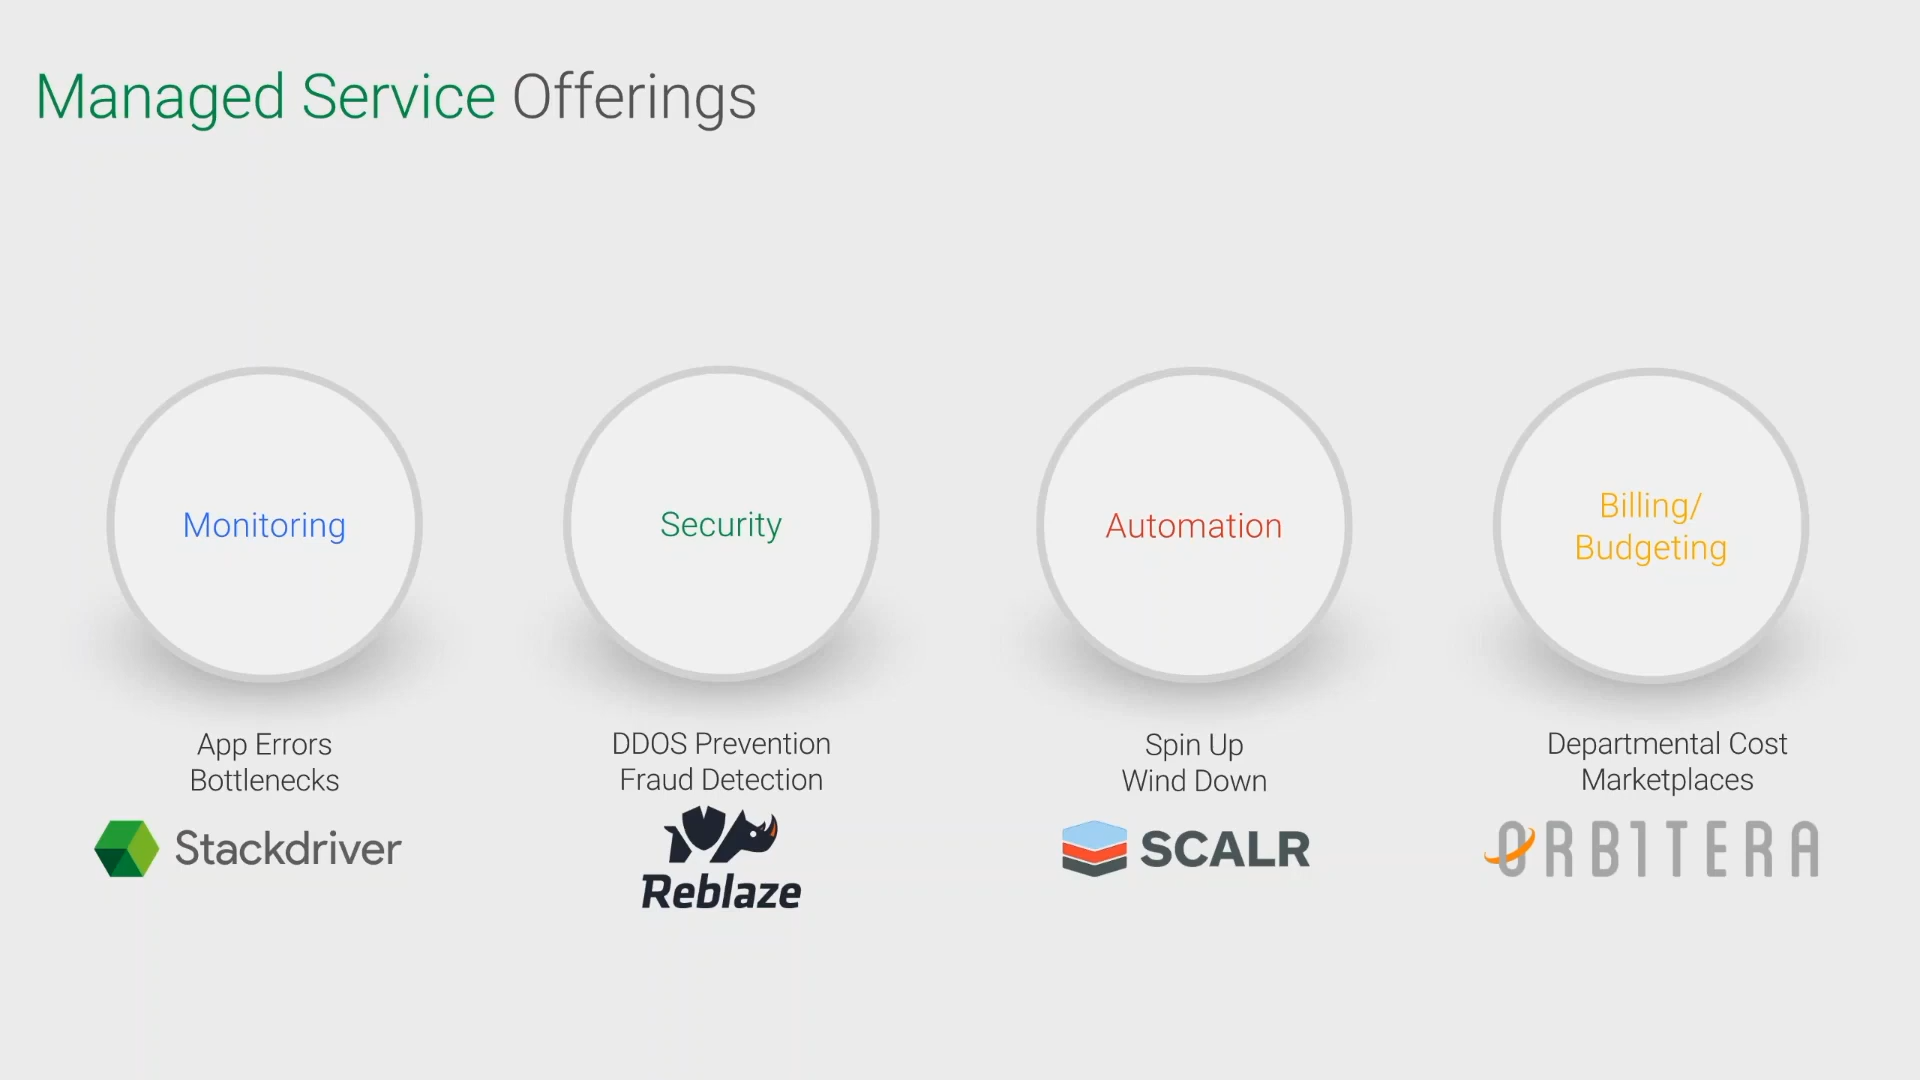 Managed Service Offerings
Monitoring
App Errors
Bottlenecks
Stackdriver
Security
DDOS Prevention
Fraud Detection
Reblaze
Automation
Spin Up
Wind Down
SCALR
Billing/
Budgeting
Departmental Cost
Marketplaces
ORB1TERA